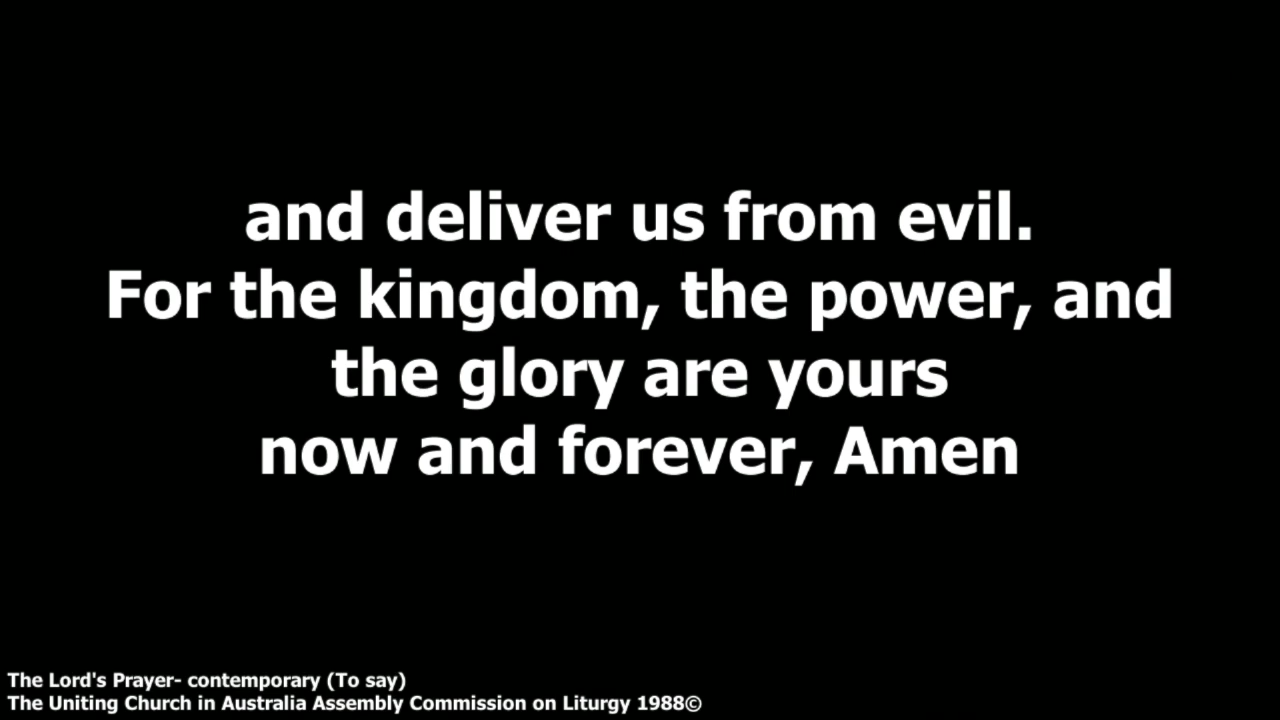 and deliver us from evil.
For the kingdom, the power, and
the glory are yours
now and forever, Amen
The Lord's Prayer- contemporary (To say)
The Uniting Church in Australia Assembly Commission on Liturgy 1988©